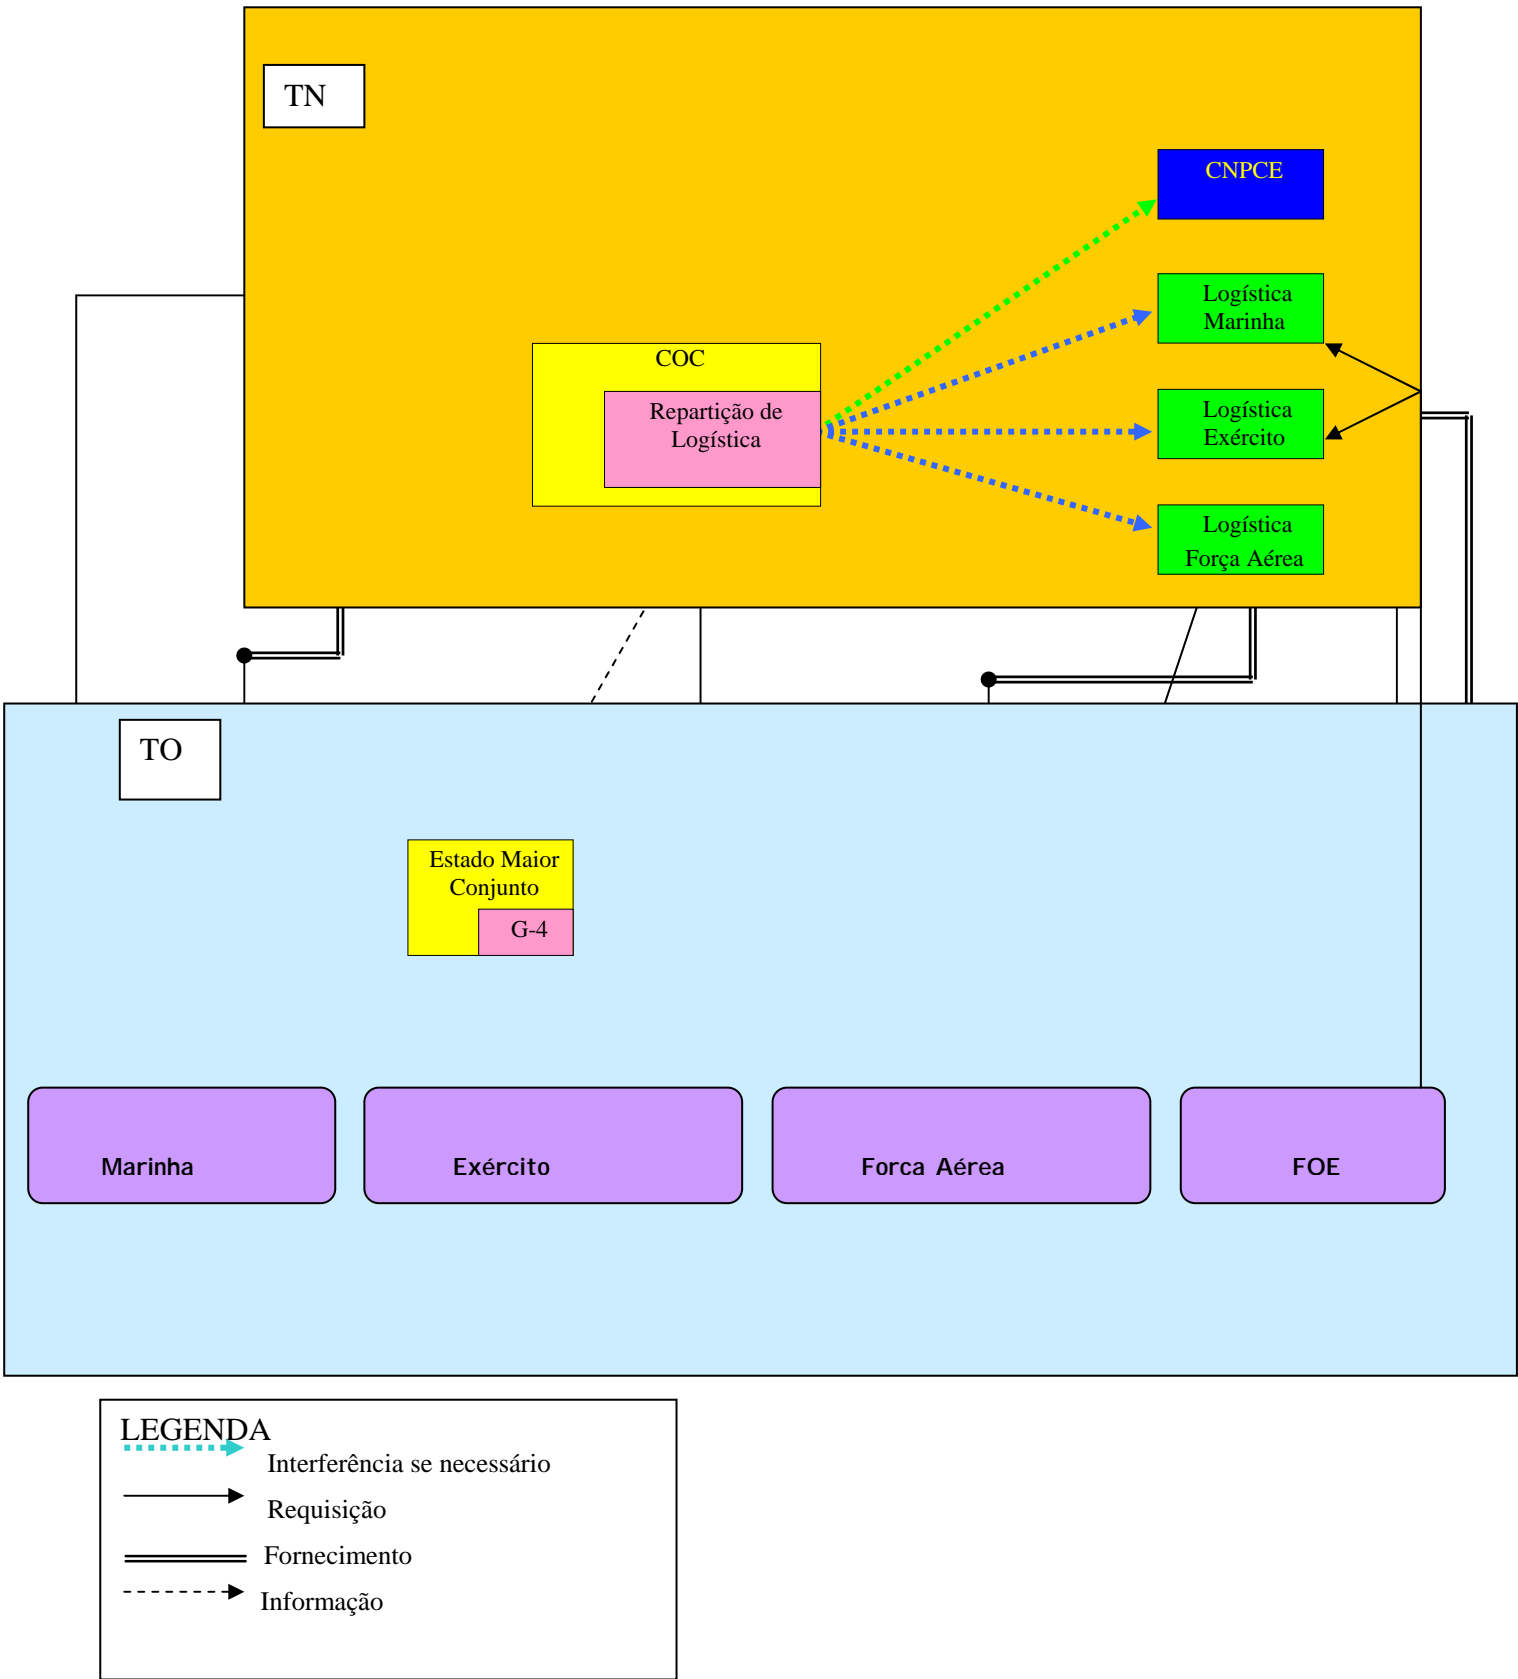 TN
CNPCE
Logística
Marinha
COC
Repartição de
Logística
Logística
Exército
Logística
Força Aérea
TO
Estado Maior
Conjunto
G-4
Marinha
Exército
Forca Aérea
FOE
LEGENDA
Interferência se necessário
Requisição
Fornecimento
Informação